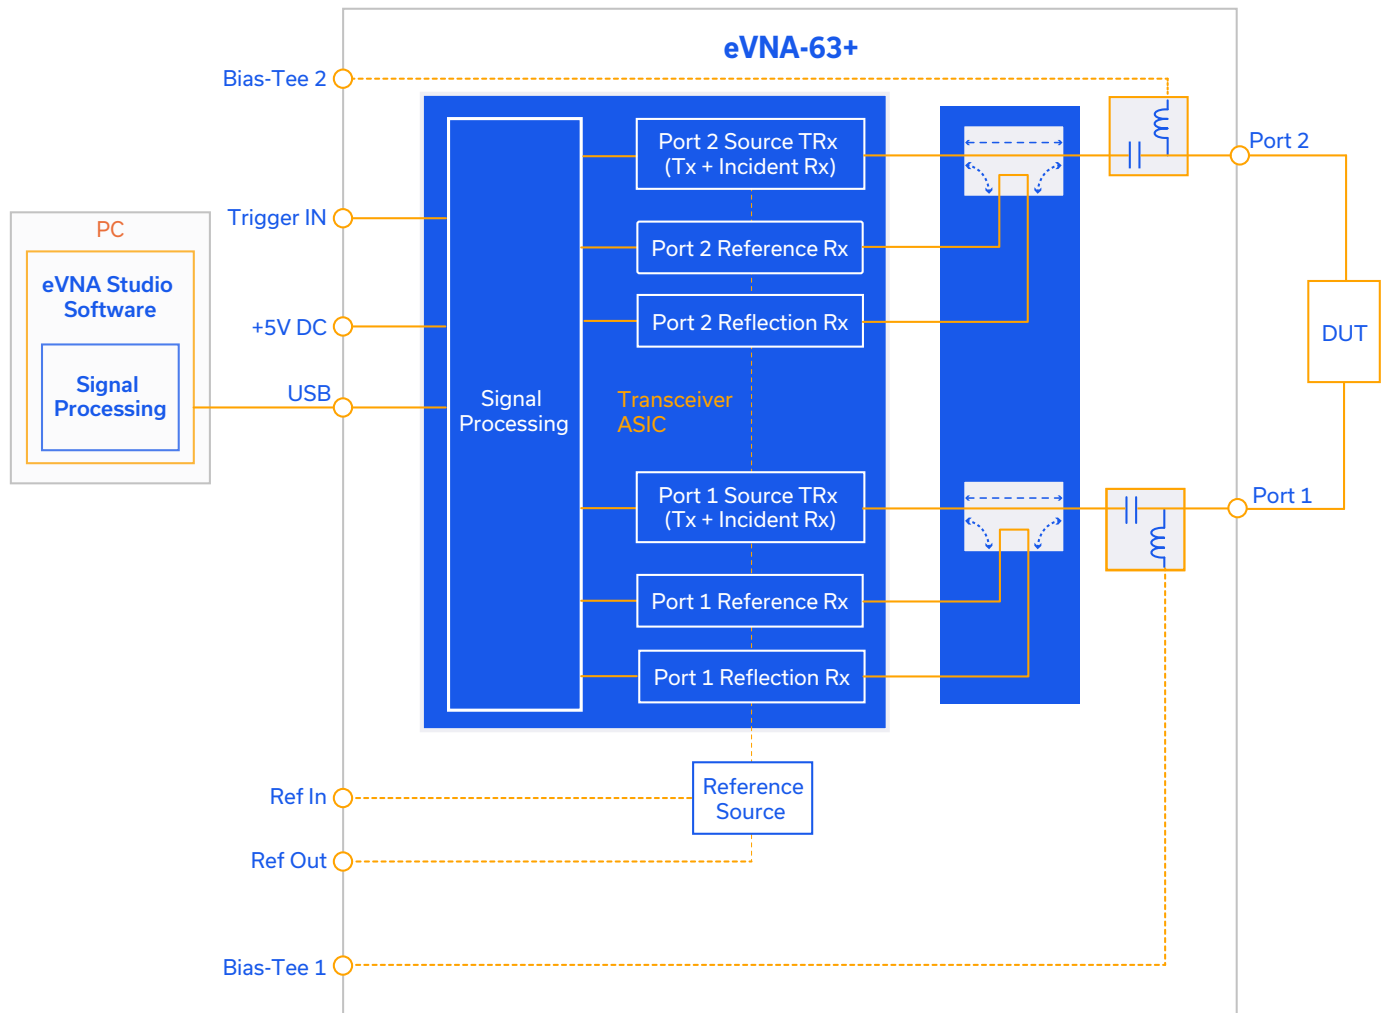 eVNA-63+
Bias-Tee 2
Port 2 Source TRx
(Tx + Incident Rx)
Port 2
Trigger IN
PC
Port 2 Reference Rx
eVNA Studio
Software
+5V DC
Port 2 Reflection Rx
DUT
Signal
Processing
USB
Signal
Processing
Transceiver
ASIC
Port 1 Source TRx
(Tx + Incident Rx)
Port 1
Port 1 Reference Rx
Port 1 Reflection Rx
Ref In
Reference
Source
Ref Out
Bias-Tee 1